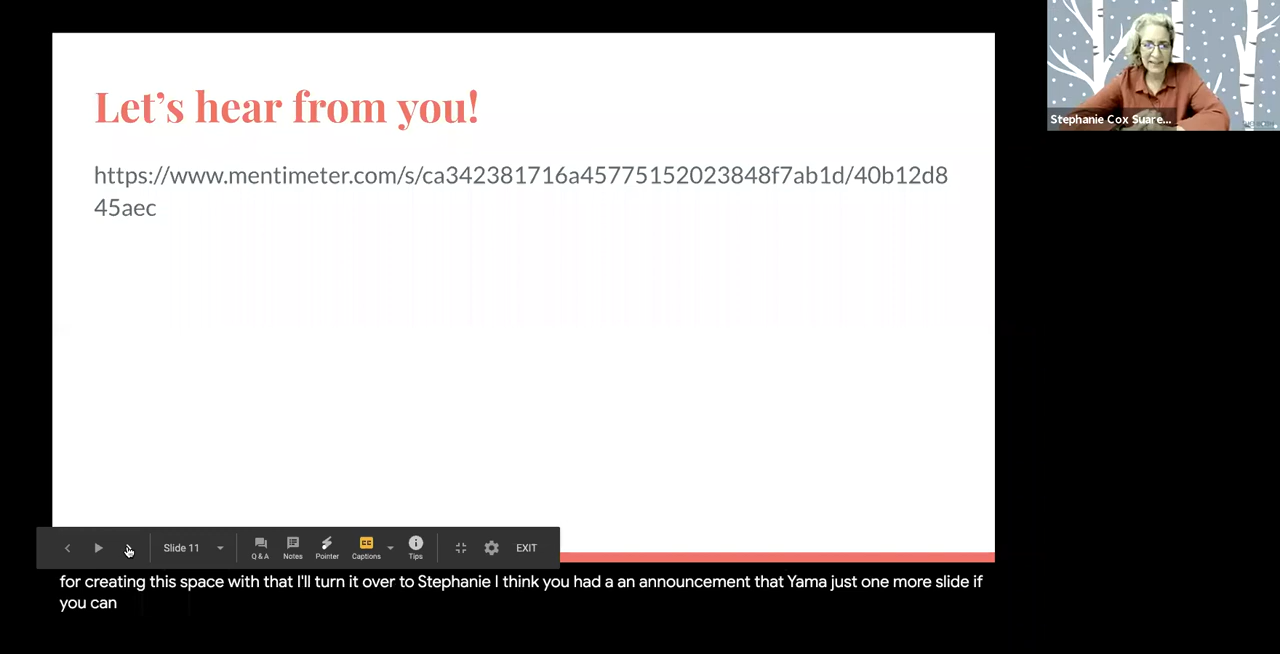 Let's hear from you!
https://www.mentimeter.com/s/ca342381716a45775152023848f7ab1d/40b12d8
45aec
Stephanie Cox Suare...
Slide 11
Q & A
Notes
Pointer
CC
Captions
Tips
EXIT
for creating this space with that I'll turn it over to Stephanie I think you had a an announcement that Yama just one more slide if
you can